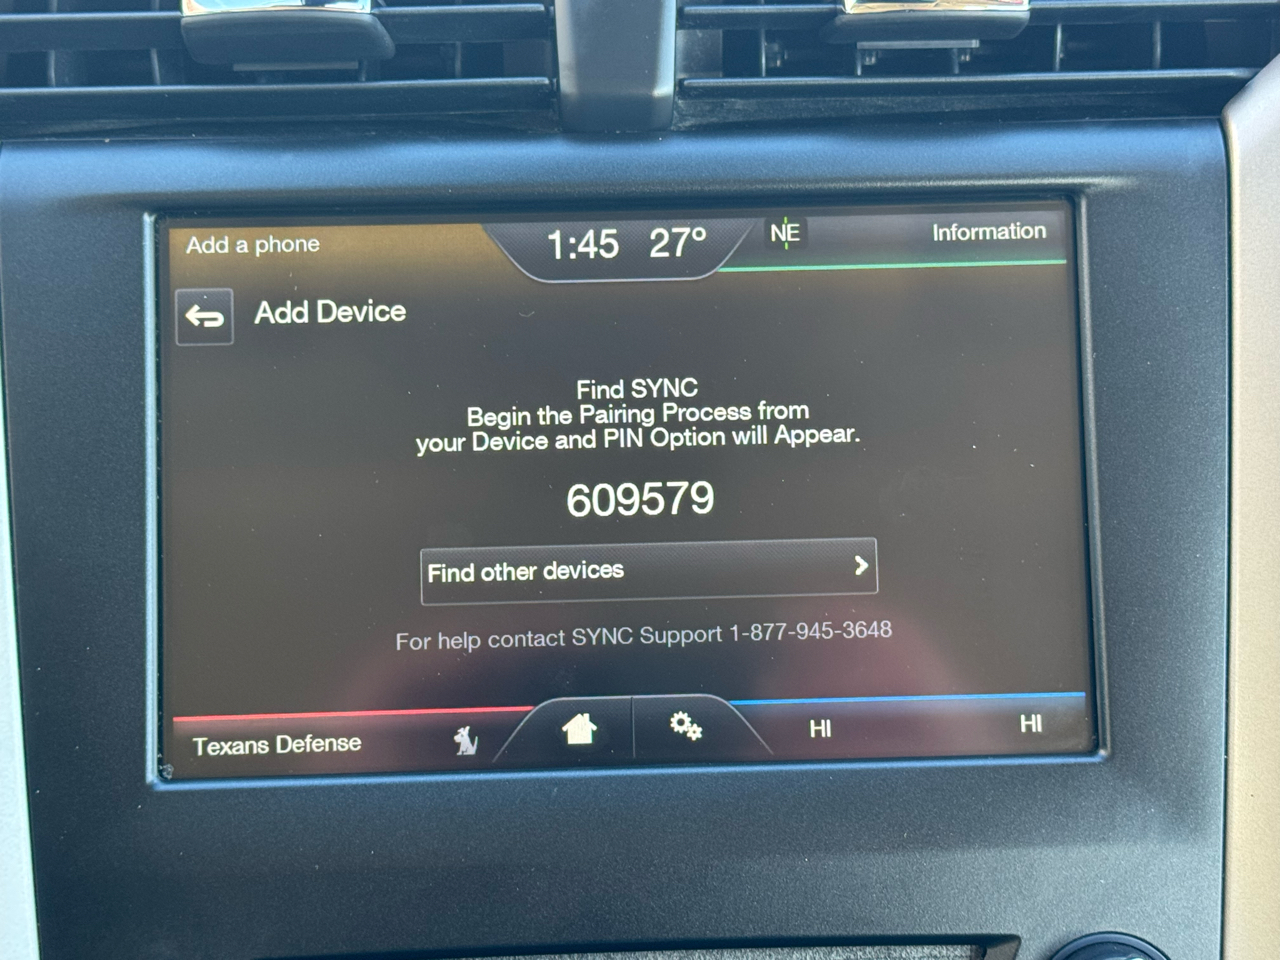 Add a phone
1:45 27°
NE
Information
Add Device
Find SYNC
Begin the Pairing Process from
your Device and PIN Option will Appear.
609579
Find other devices
For help contact SYNC Support 1-877-945-3648
Texans Defense
HI
HI